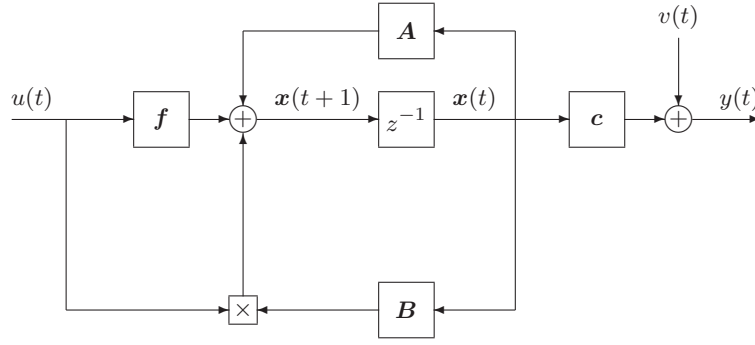 A
v(t)
u(t)
f
+
x(t + 1)
z⁻¹
x(t)
c
+
y(t)
×
B